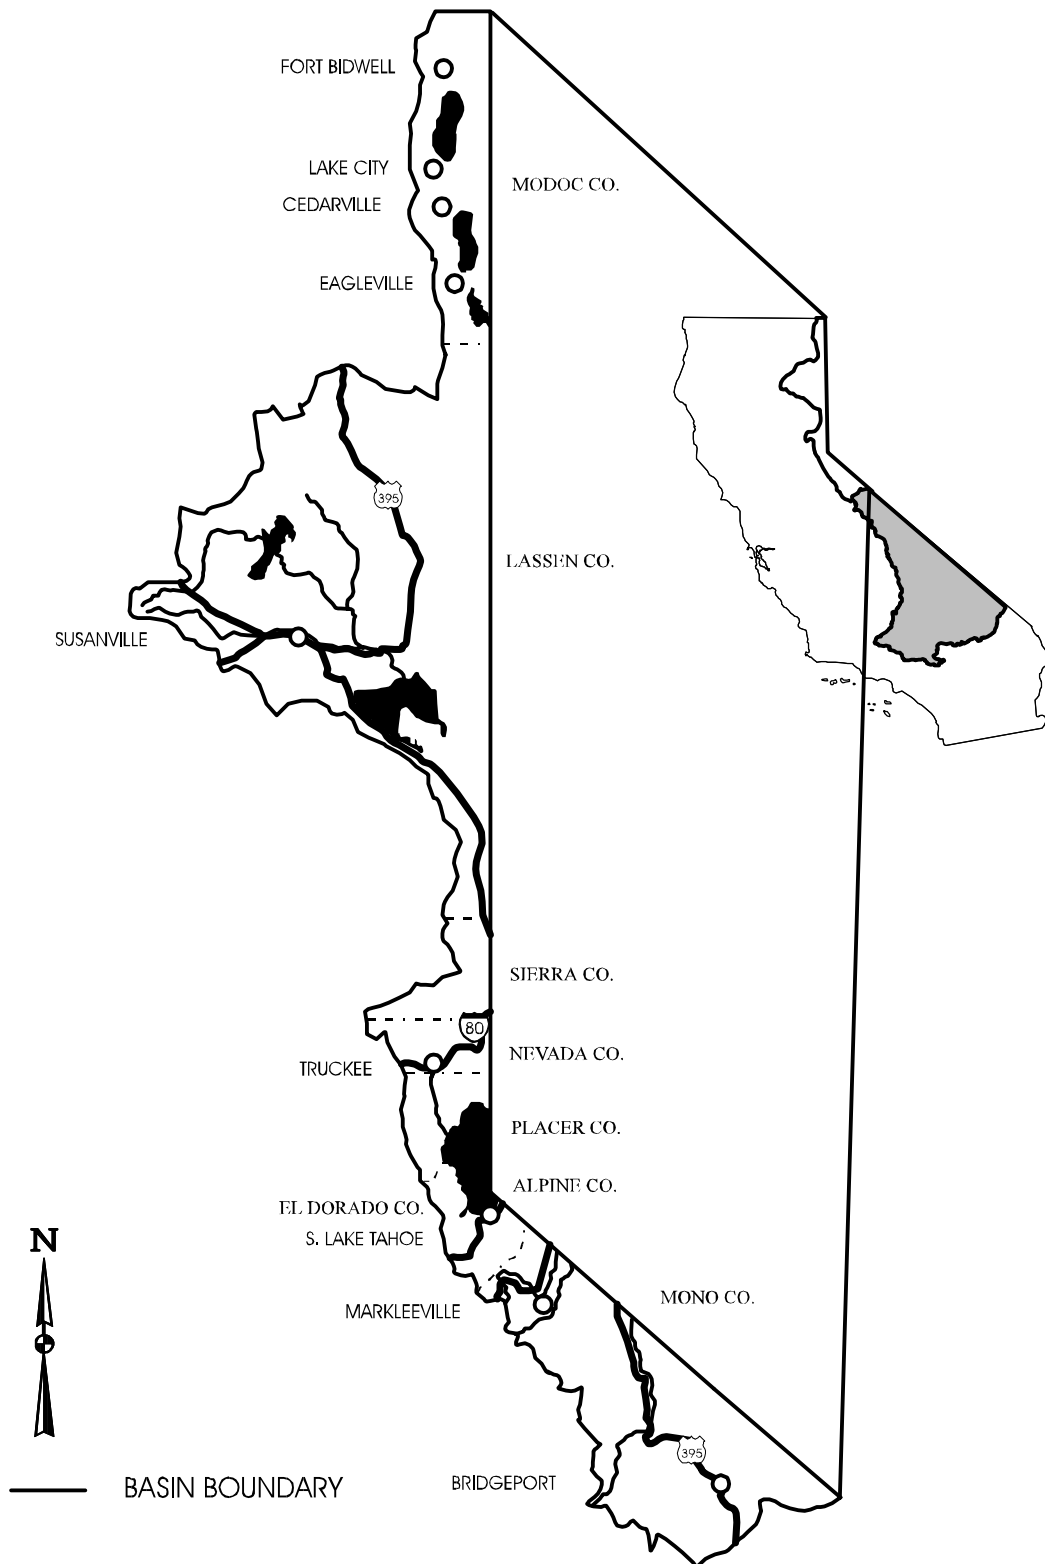 FORT BIDWELL
LAKE CITY
MODOC CO.
CEDARVILLE
EAGLEVILLE
395
LASSEN CO.
SUSANVILLE
SIERRA CO.
80
NEVADA CO.
TRUCKEE
PLACER CO.
ALPINE CO.
EL DORADO CO.
S. LAKE TAHOE
N
MONO CO.
MARKLEEVILLE
395
BRIDGEPORT
BASIN BOUNDARY